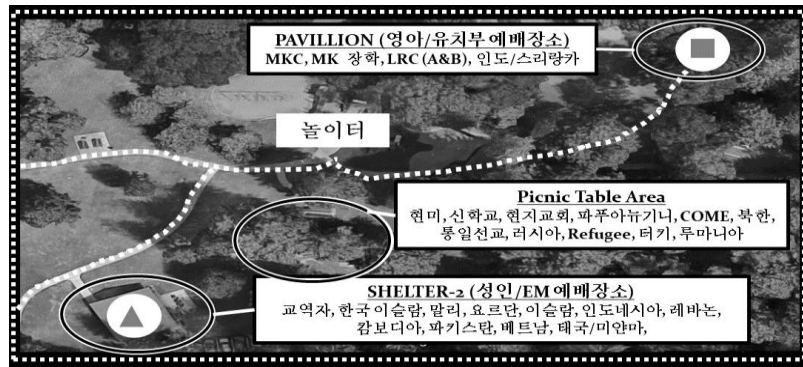 PAVILLION (영아/유치부 예배장소)
MKC, MK 장학, LRC (A&B), 인도/스리랑카
놀이터
Picnic Table Area
현미, 신학교, 현지교회, 파푸아뉴기니, COME, 북한,
통일선교, 러시아, Refugee, 터키, 루마니아
SHELTER-2 (성인/EM 예배장소)
교역자, 한국 이슬람, 말리, 요르단, 이슬람, 인도네시아, 레바논,
캄보디아, 파키스탄, 베트남, 태국/미얀마,